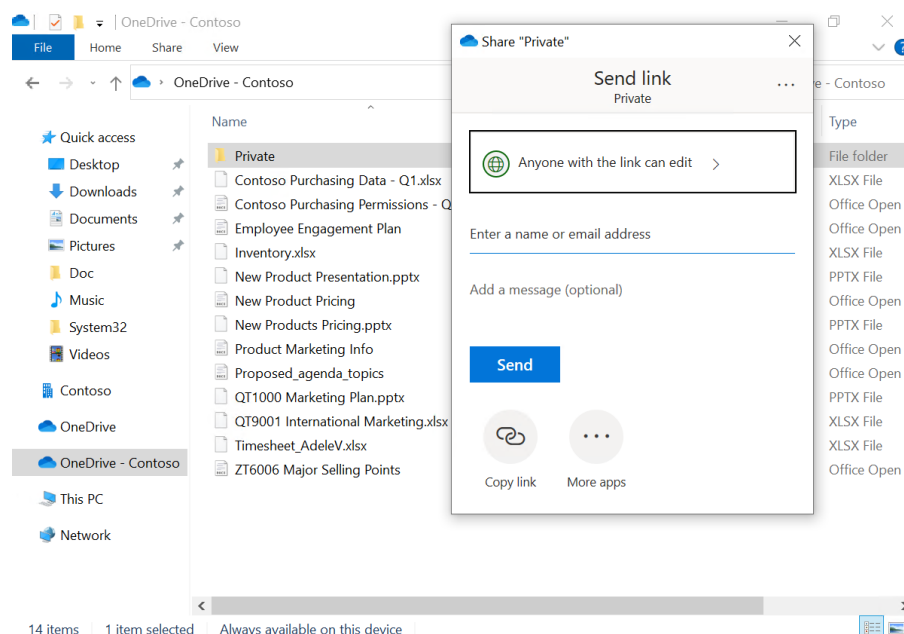 OneDrive - Contoso
File Home Share View
OneDrive - Contoso
Name
Quick access
Desktop
Downloads
Documents
Pictures
Doc
Music
System32
Videos
Contoso
OneDrive
OneDrive - Contoso
This PC
Network
Private
Contoso Purchasing Data - Q1.xlsx
Contoso Purchasing Permissions - Q
Employee Engagement Plan
Inventory.xlsx
New Product Presentation.pptx
New Product Pricing
New Products Pricing.pptx
Product Marketing Info
Proposed_agenda_topics
QT1000 Marketing Plan.pptx
QT9001 International Marketing.xlsx
Timesheet_AdeleV.xlsx
ZT6006 Major Selling Points
Share "Private"
Send link
Private
Anyone with the link can edit
Enter a name or email address
Add a message (optional)
Send
Copy link More apps
e - Contoso
Type
File folder
XLSX File
Office Open
Office Open
XLSX File
PPTX File
Office Open
PPTX File
Office Open
Office Open
PPTX File
XLSX File
XLSX File
Office Open
14 items 1 item selected Always available on this device